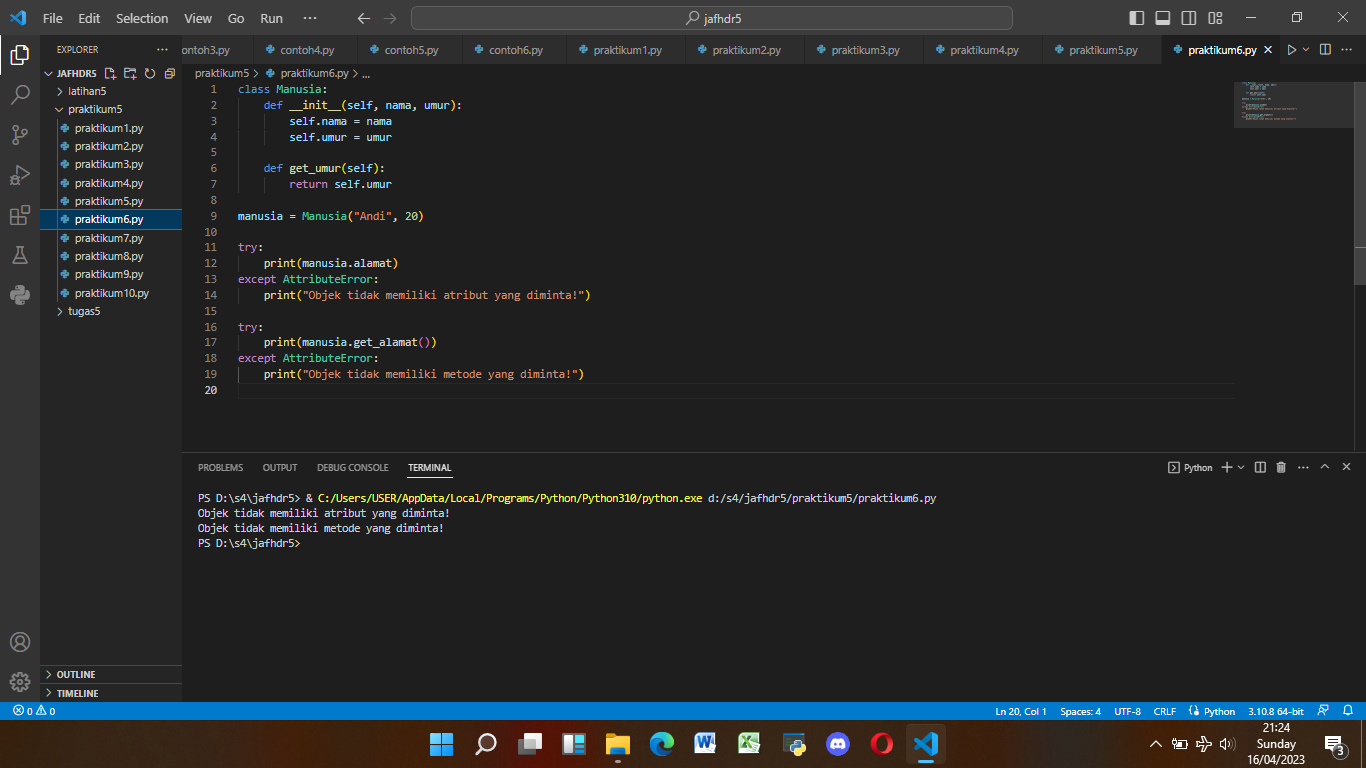 File Edit Selection View Go Run ··· jafhdr5
EXPLORER ···
ontoh3.py contoh4.py contoh5.py contoh6.py praktikum1.py praktikum2.py praktikum3.py praktikum4.py praktikum5.py praktikum6.py
JAFHDR5
latihan5
praktikum5
praktikum1.py
praktikum2.py
praktikum3.py
praktikum4.py
praktikum5.py
praktikum6.py
praktikum7.py
praktikum8.py
praktikum9.py
praktikum10.py
tugas5
OUTLINE
TIMELINE
praktikum5 > praktikum6.py > ...
1 class Manusia:
2     def __init__(self, nama, umur):
3         self.nama = nama
4         self.umur = umur
5
6     def get_umur(self):
7         return self.umur
8
9 manusia = Manusia("Andi", 20)
10
11 try:
12     print(manusia.alamat)
13 except AttributeError:
14     print("Objek tidak memiliki atribut yang diminta!")
15
16 try:
17     print(manusia.get_alamat())
18 except AttributeError:
19     print("Objek tidak memiliki metode yang diminta!")
20
PROBLEMS OUTPUT DEBUG CONSOLE TERMINAL Python
PS D:\s4\jafhdr5> & C:/Users/USER/AppData/Local/Programs/Python/Python310/python.exe d:/s4/jafhdr5/praktikum5/praktikum6.py
Objek tidak memiliki atribut yang diminta!
Objek tidak memiliki metode yang diminta!
PS D:\s4\jafhdr5>
0 0 Ln 20, Col 1 Spaces: 4 UTF-8 CRLF Python 3.10.8 64-bit
21:24
Sunday
16/04/2023
3